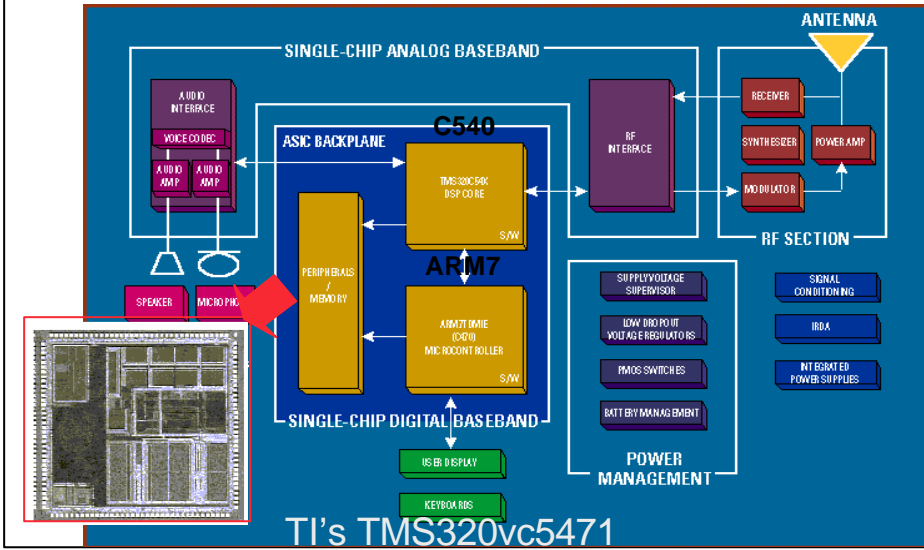 ANTENNA
SINGLE-CHIP ANALOG BASEBAND
AUDIO
INTERFACE
VOICE CODEC
AUDIO
AMP
AUDIO
AMP
SPEAKER
MICROPH
C540
ASIC BACKPLANE
TMS320C54X
DSP CORE
S/W
ARM7
PERIPHERALS
/
MEMORY
ARM7TDMIE
(C470)
MICROCONTROLLER
S/W
SINGLE-CHIP DIGITAL BASEBAND
USER DISPLAY
KEYBOARDS
RF
INTERFACE
RECEIVER
SYNTHESIZER
POWER AMP
MODULATOR
RF SECTION
SUPPLY VOLTAGE
SUPERVISOR
LOW DROPOUT
VOLTAGE REGULATORS
PMOS SWITCHES
BATTERY MANAGEMENT
POWER
MANAGEMENT
SIGNAL
CONDITIONING
IRDA
INTEGRATED
POWER SUPPLIES
TI's TMS320vc5471